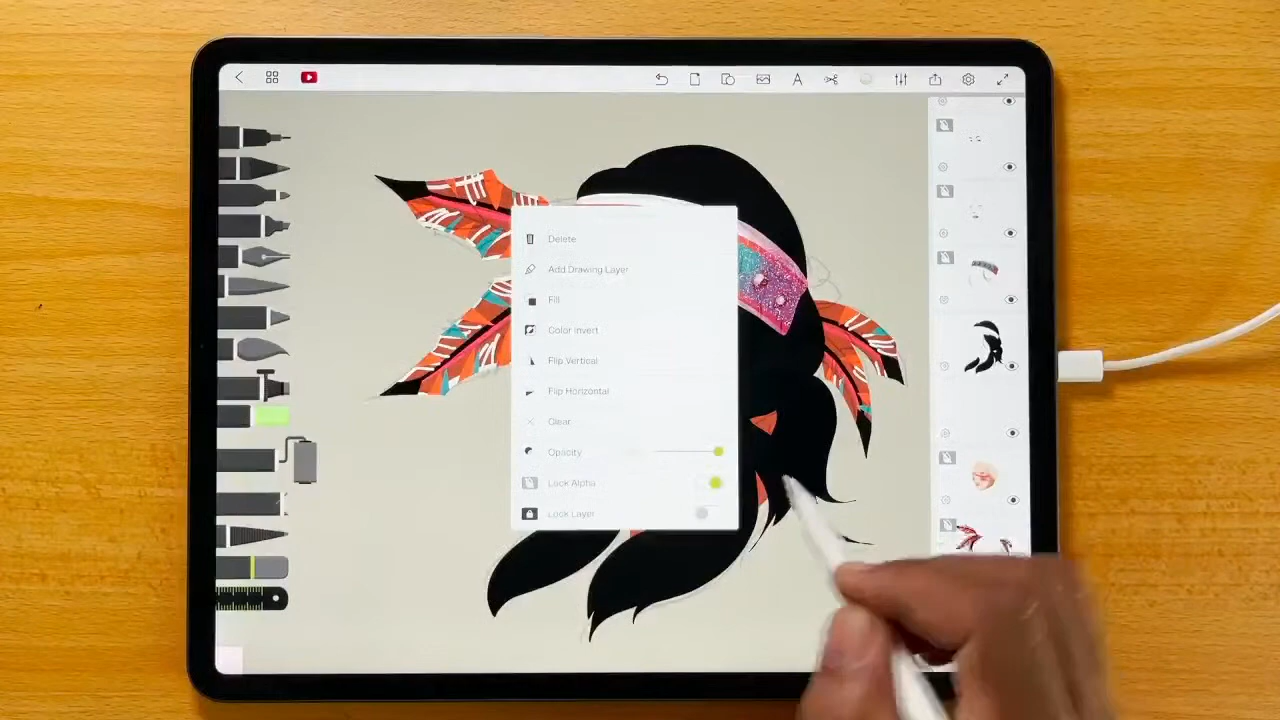 A
Delete
Add Drawing Layer
Fill
Color Invert
Flip Vertical
Flip Horizontal
Clear
Opacity
Lock Alpha
Lock Layer